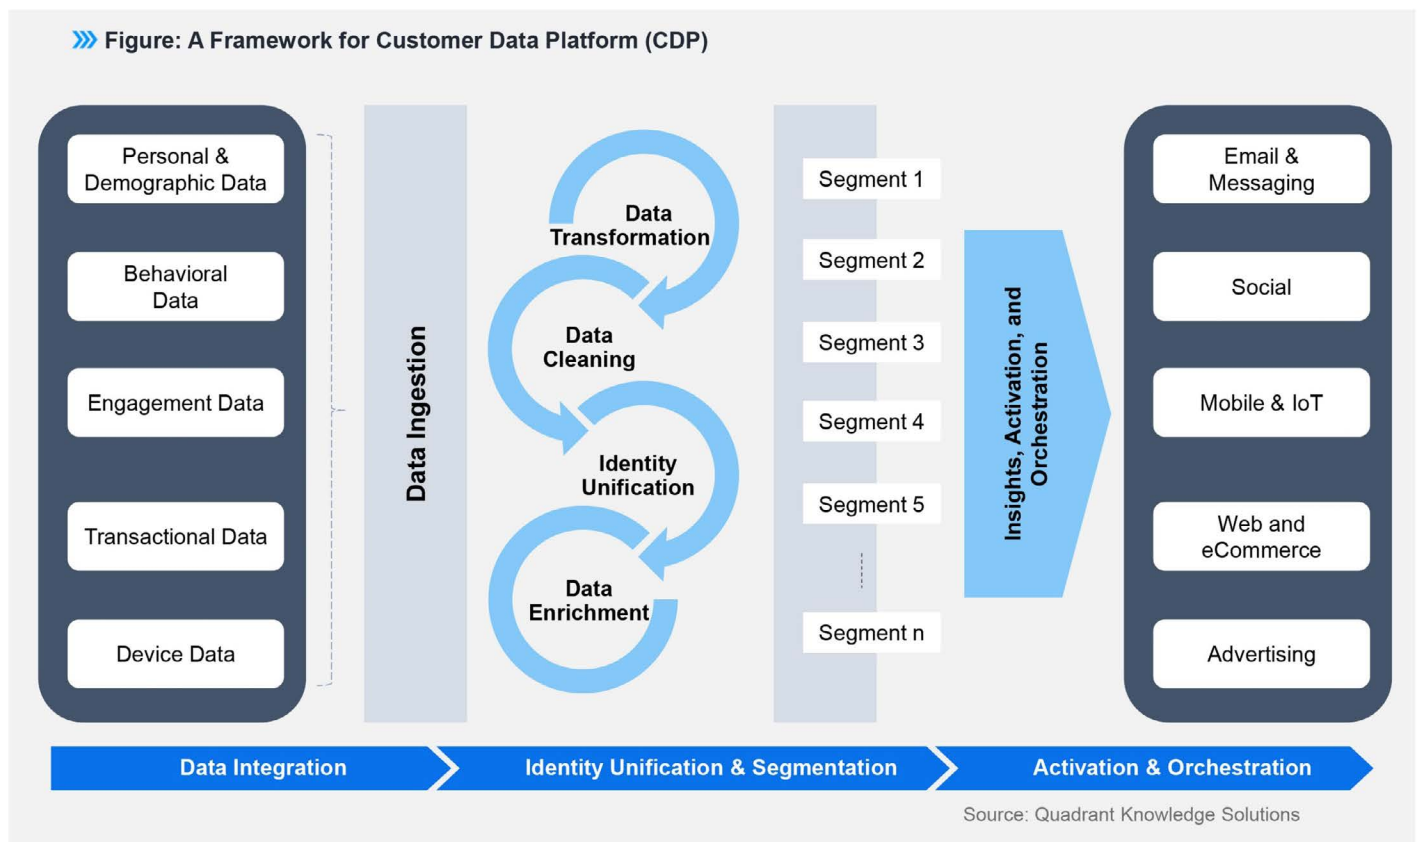 Figure: A Framework for Customer Data Platform (CDP)
Personal &
Demographic Data
Behavioral
Data
Engagement Data
Transactional Data
Device Data
Data Ingestion
Data
Transformation
Data
Cleaning
Identity
Unification
Data
Enrichment
Segment 1
Segment 2
Segment 3
Segment 4
Segment 5
Segment n
Insights, Activation, and
Orchestration
Email &
Messaging
Social
Mobile & IoT
Web and
eCommerce
Advertising
Data Integration
Identity Unification & Segmentation
Activation & Orchestration
Source: Quadrant Knowledge Solutions